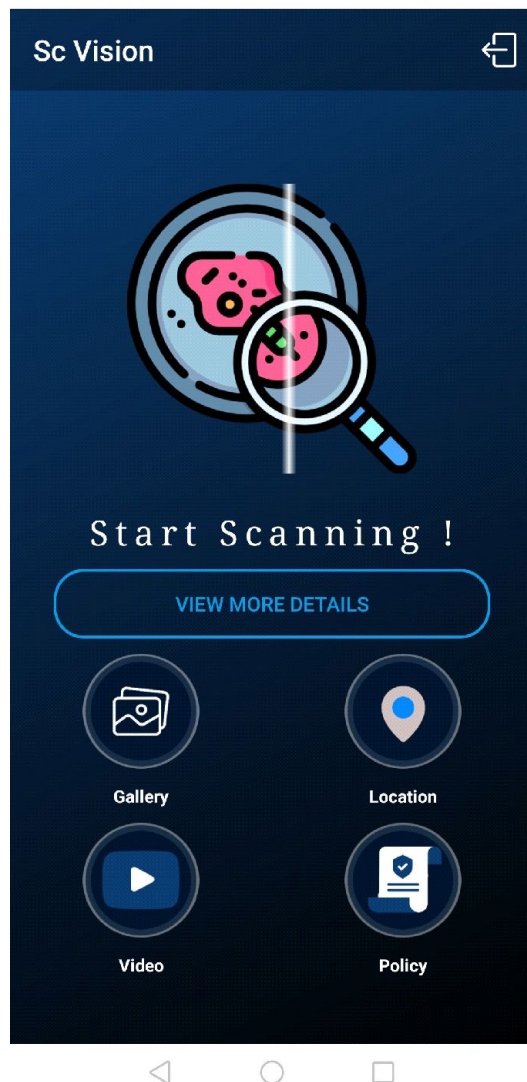 Sc Vision
Start Scanning !
VIEW MORE DETAILS
Gallery
Location
Video
Policy